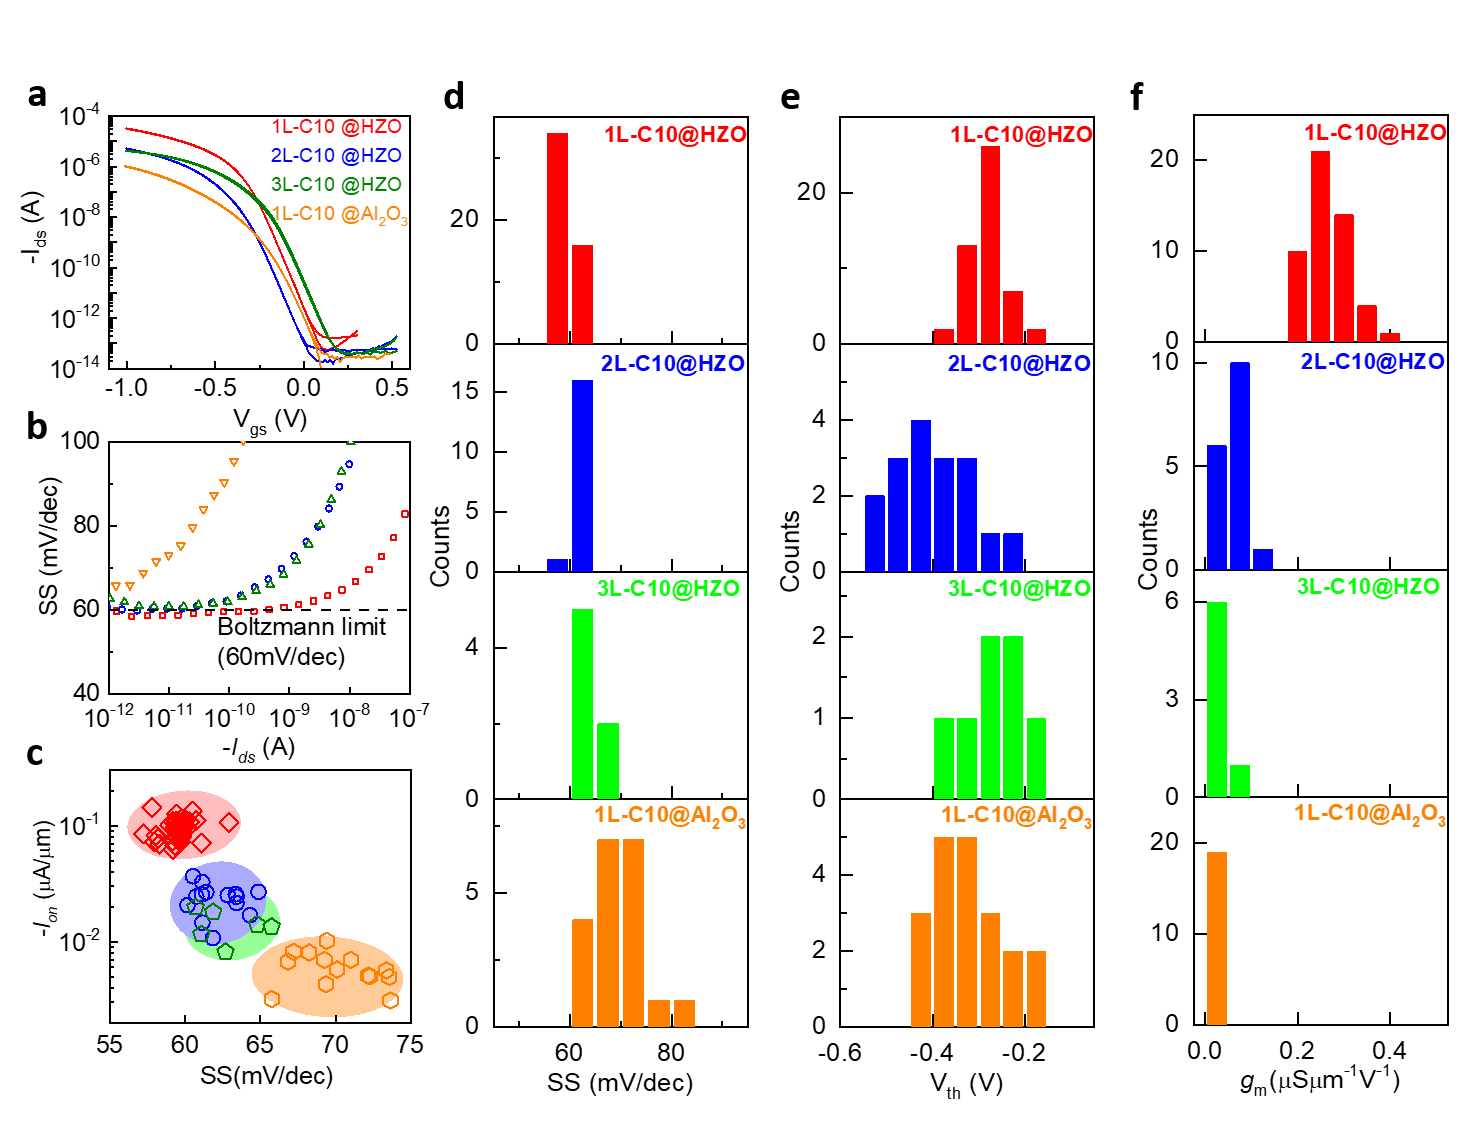 a
10⁻⁴
10⁻⁶
10⁻⁸
10⁻¹⁰
10⁻¹²
10⁻¹⁴
-I_ds (A)
1L-C10 @HZO
2L-C10 @HZO
3L-C10 @HZO
1L-C10 @Al₂O₃
-1.0
-0.5
0.0
0.5
V_gs (V)
b
100
80
60
40
SS (mV/dec)
Boltzmann limit
(60mV/dec)
10⁻¹²
10⁻¹¹
10⁻¹⁰
10⁻⁹
10⁻⁸
10⁻⁷
-I_ds (A)
c
10⁻¹
10⁻²
-I_on (μA/μm)
55
60
65
70
75
SS(mV/dec)
d
1L-C10@HZO
20
0
2L-C10@HZO
15
10
5
0
Counts
3L-C10@HZO
4
0
1L-C10@Al₂O₃
5
0
60
80
SS (mV/dec)
e
1L-C10@HZO
20
0
2L-C10@HZO
4
2
0
Counts
3L-C10@HZO
2
1
0
1L-C10@Al₂O₃
4
2
0
-0.6
-0.4
-0.2
V_th (V)
f
1L-C10@HZO
20
10
0
2L-C10@HZO
10
5
0
Counts
3L-C10@HZO
6
3
0
1L-C10@Al₂O₃
20
10
0
0.0
0.2
0.4
g_m(μSμm⁻¹V⁻¹)